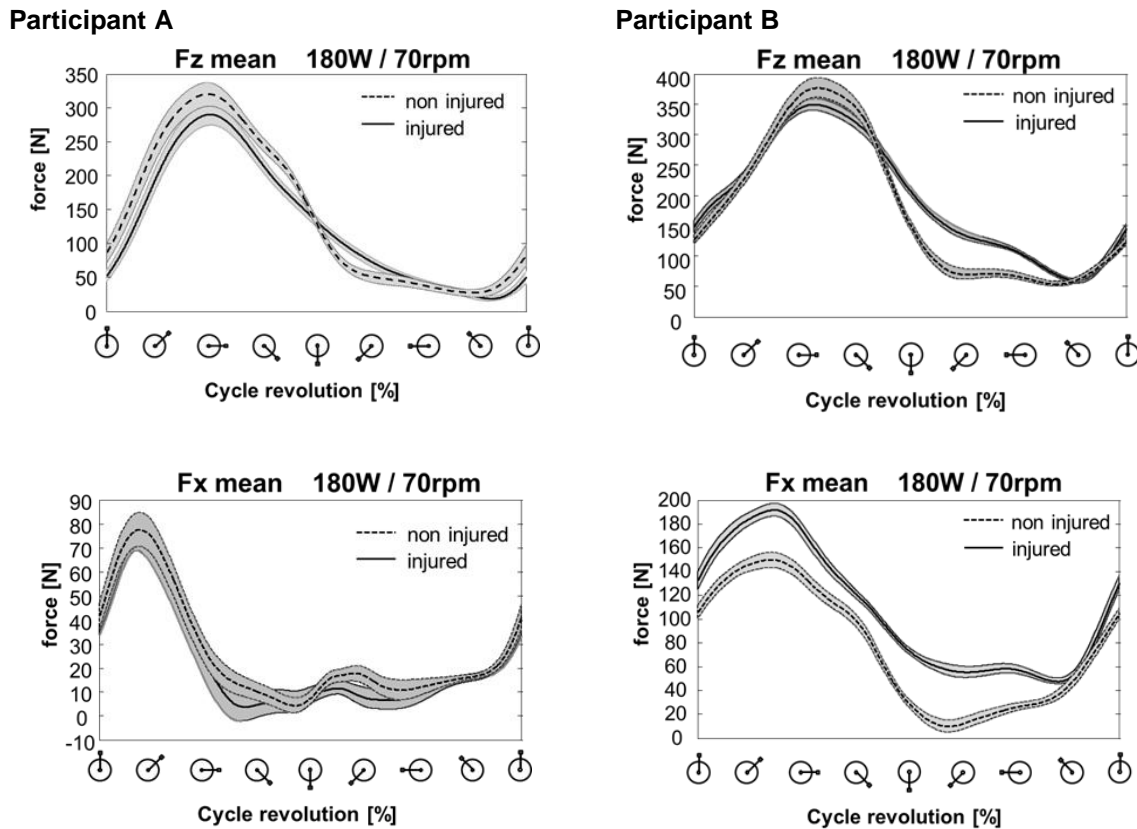 Participant A
Fz mean 180W / 70rpm
350
300
250
200
150
100
50
0
force [N]
non injured
injured
Cycle revolution [%]
Participant B
Fz mean 180W / 70rpm
400
350
300
250
200
150
100
50
0
force [N]
non injured
injured
Cycle revolution [%]
Fx mean 180W / 70rpm
90
80
70
60
50
40
30
20
10
0
-10
force [N]
non injured
injured
Cycle revolution [%]
Fx mean 180W / 70rpm
200
180
160
140
120
100
80
60
40
20
0
force [N]
non injured
injured
Cycle revolution [%]